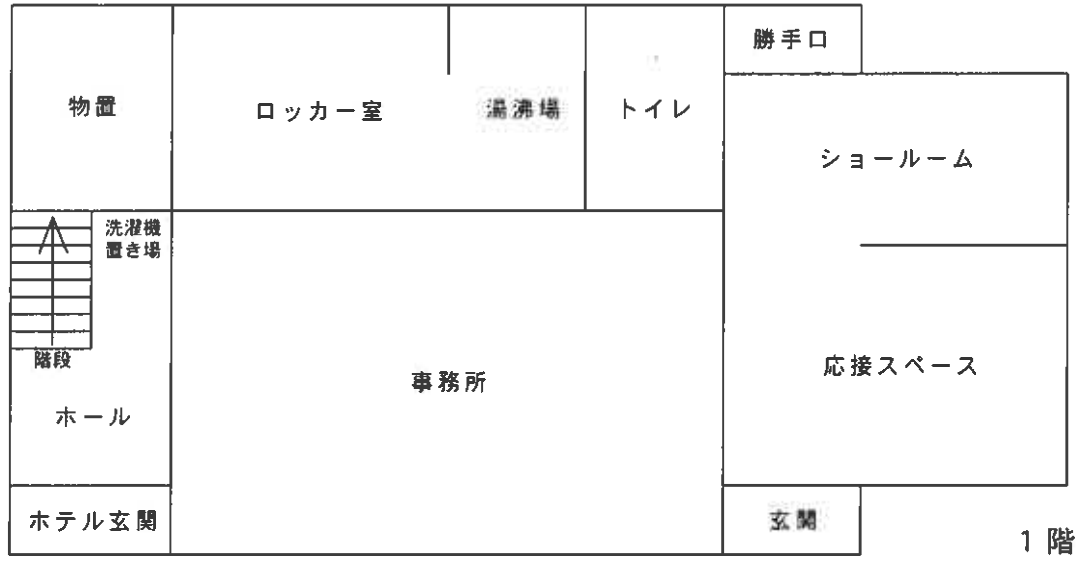 勝手口
物置
ロッカー室
湯沸場
トイレ
ショールーム
洗濯機
置き場
階段
応接スペース
事務所
ホール
ホテル玄関
玄関
1階